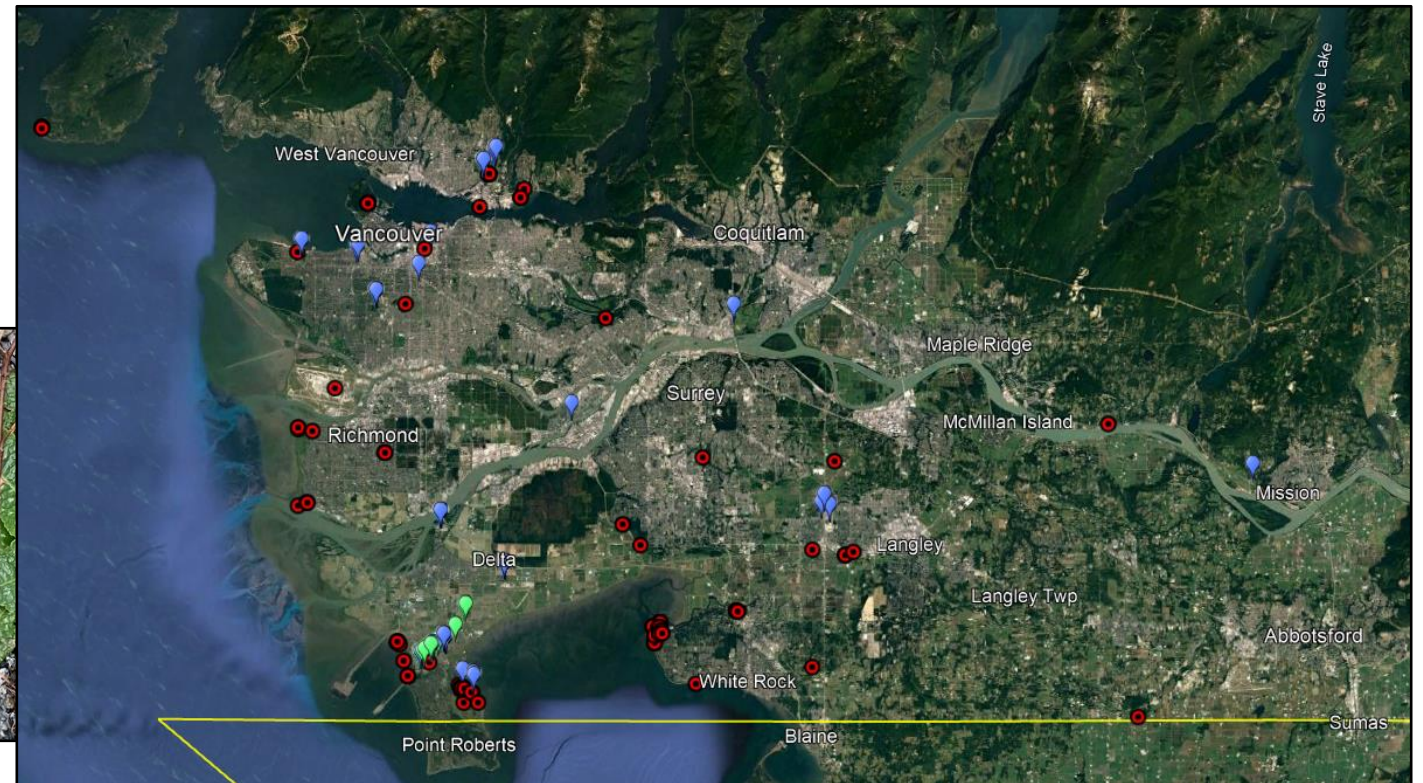 Stave Lake
West Vancouver
Vancouver
Coquitlam
Maple Ridge
Surrey
McMillan Island
Richmond
Mission
Langley
Delta
Langley Twp
Abbotsford
White Rock
Sumas
Blaine
Point Roberts